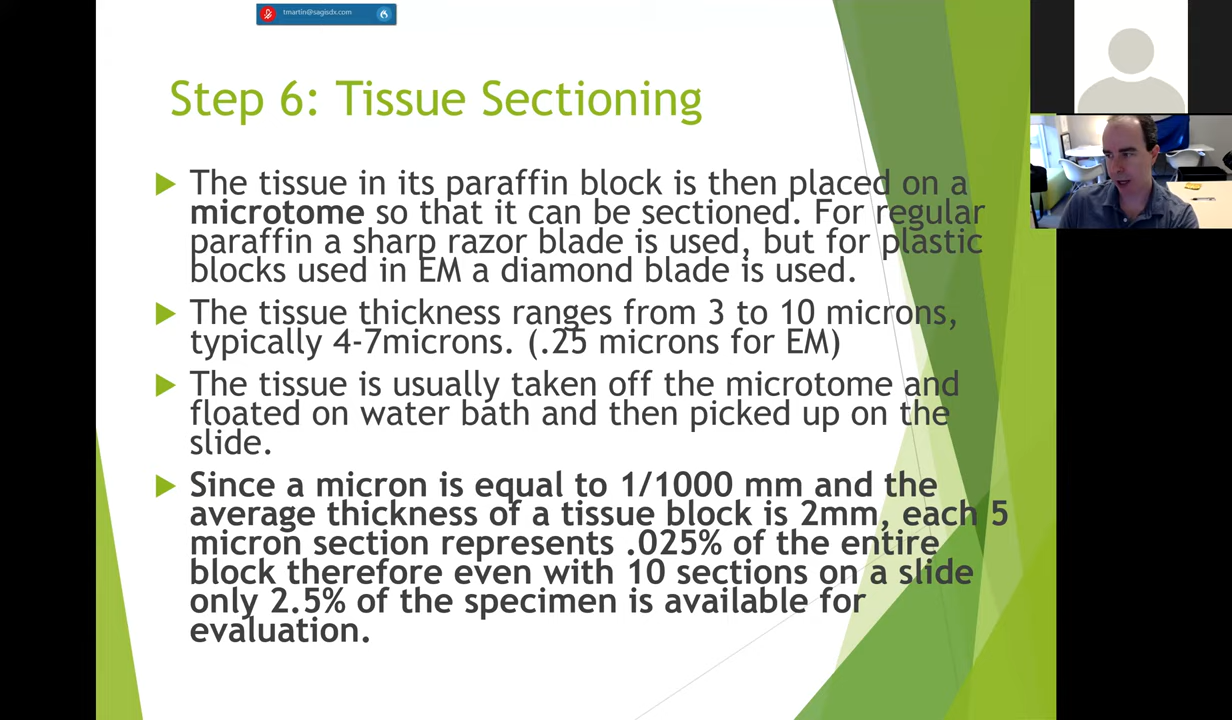 tmartin@sagisdx.com
Step 6: Tissue Sectioning
The tissue in its paraffin block is then placed on a
microtome so that it can be sectioned. For regular
paraffin a sharp razor blade is used, but for plastic
blocks used in EM a diamond blade is used.
The tissue thickness ranges from 3 to 10 microns,
typically 4-7microns. (.25 microns for EM)
The tissue is usually taken off the microtome and
floated on water bath and then picked up on the
slide.
Since a micron is equal to 1/1000 mm and the
average thickness of a tissue block is 2mm, each 5
micron section represents .025% of the entire
block therefore even with 10 sections on a slide
only 2.5% of the specimen is available for
evaluation.